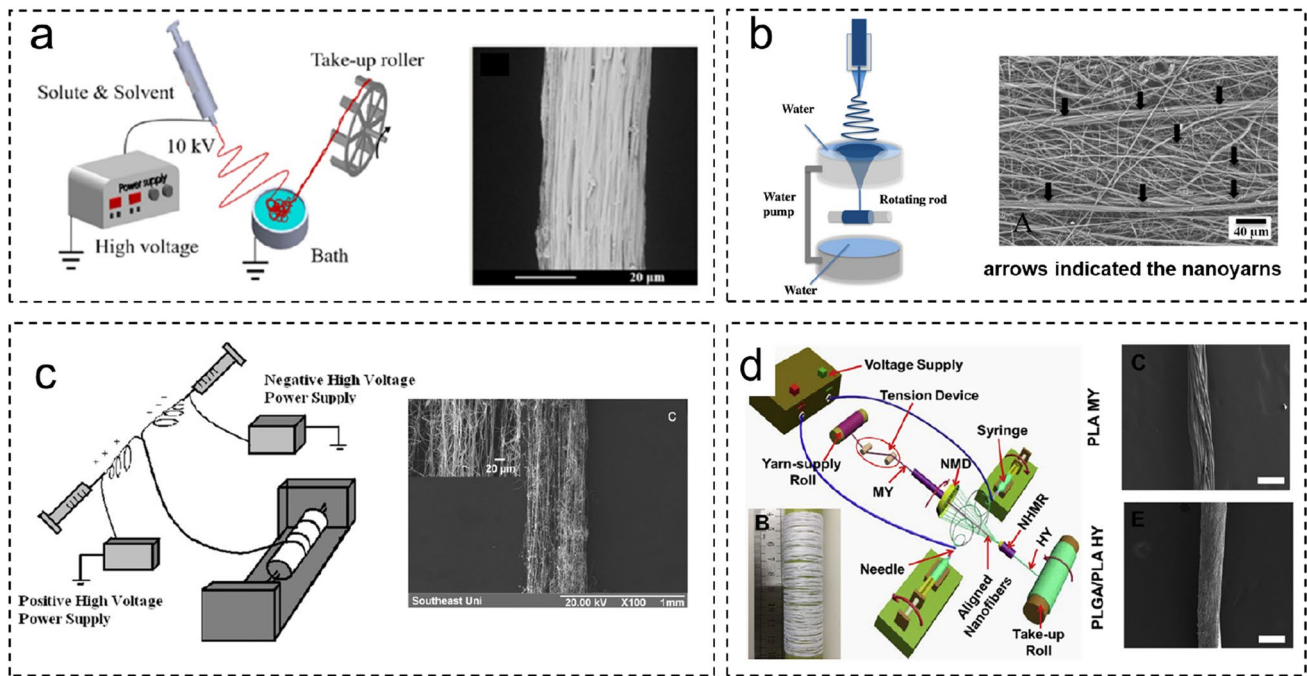 a
Solute & Solvent
10 kV
Take-up roller
Power supply
High voltage
Bath
20 μm
b
Water
Water
pump
Rotating rod
Water
A
40 μm
arrows indicated the nanoyarns
c
Negative High Voltage
Power Supply
Positive High Voltage
Power Supply
C
20 μm
Southeast Uni
20.00 kV X100 1mm
d
Voltage Supply
Tension Device
Yarn-supply
Roll
MY
NMD
Syringe
NHMR
HY
B
Needle
Aligned
Nanofibers
Take-up
Roll
PLA MY
C
PLGA/PLA HY
E